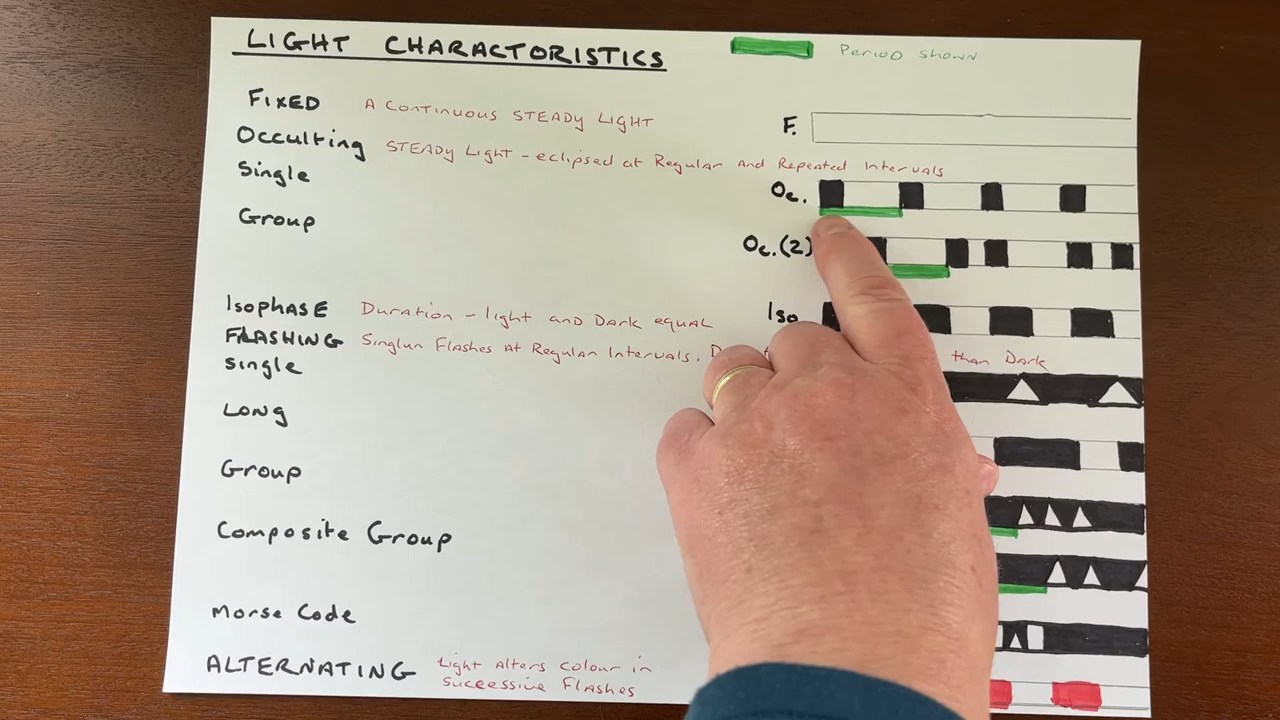 LIGHT CHARACTORISTICS
Period Shown
FIXED A Continuous STEADY LIGHT F.
Occulting STEADY Light - eclipsed at Regular and Repeated Intervals
Single Oc.
Group Oc.(2)
Isophase Duration - light and Dark equal Iso
FLASHING Flashes at Regular Intervals. than Dark
Single
Long
Group
Composite Group
Morse Code
ALTERNATING Light Alters colour in
successive Flashes